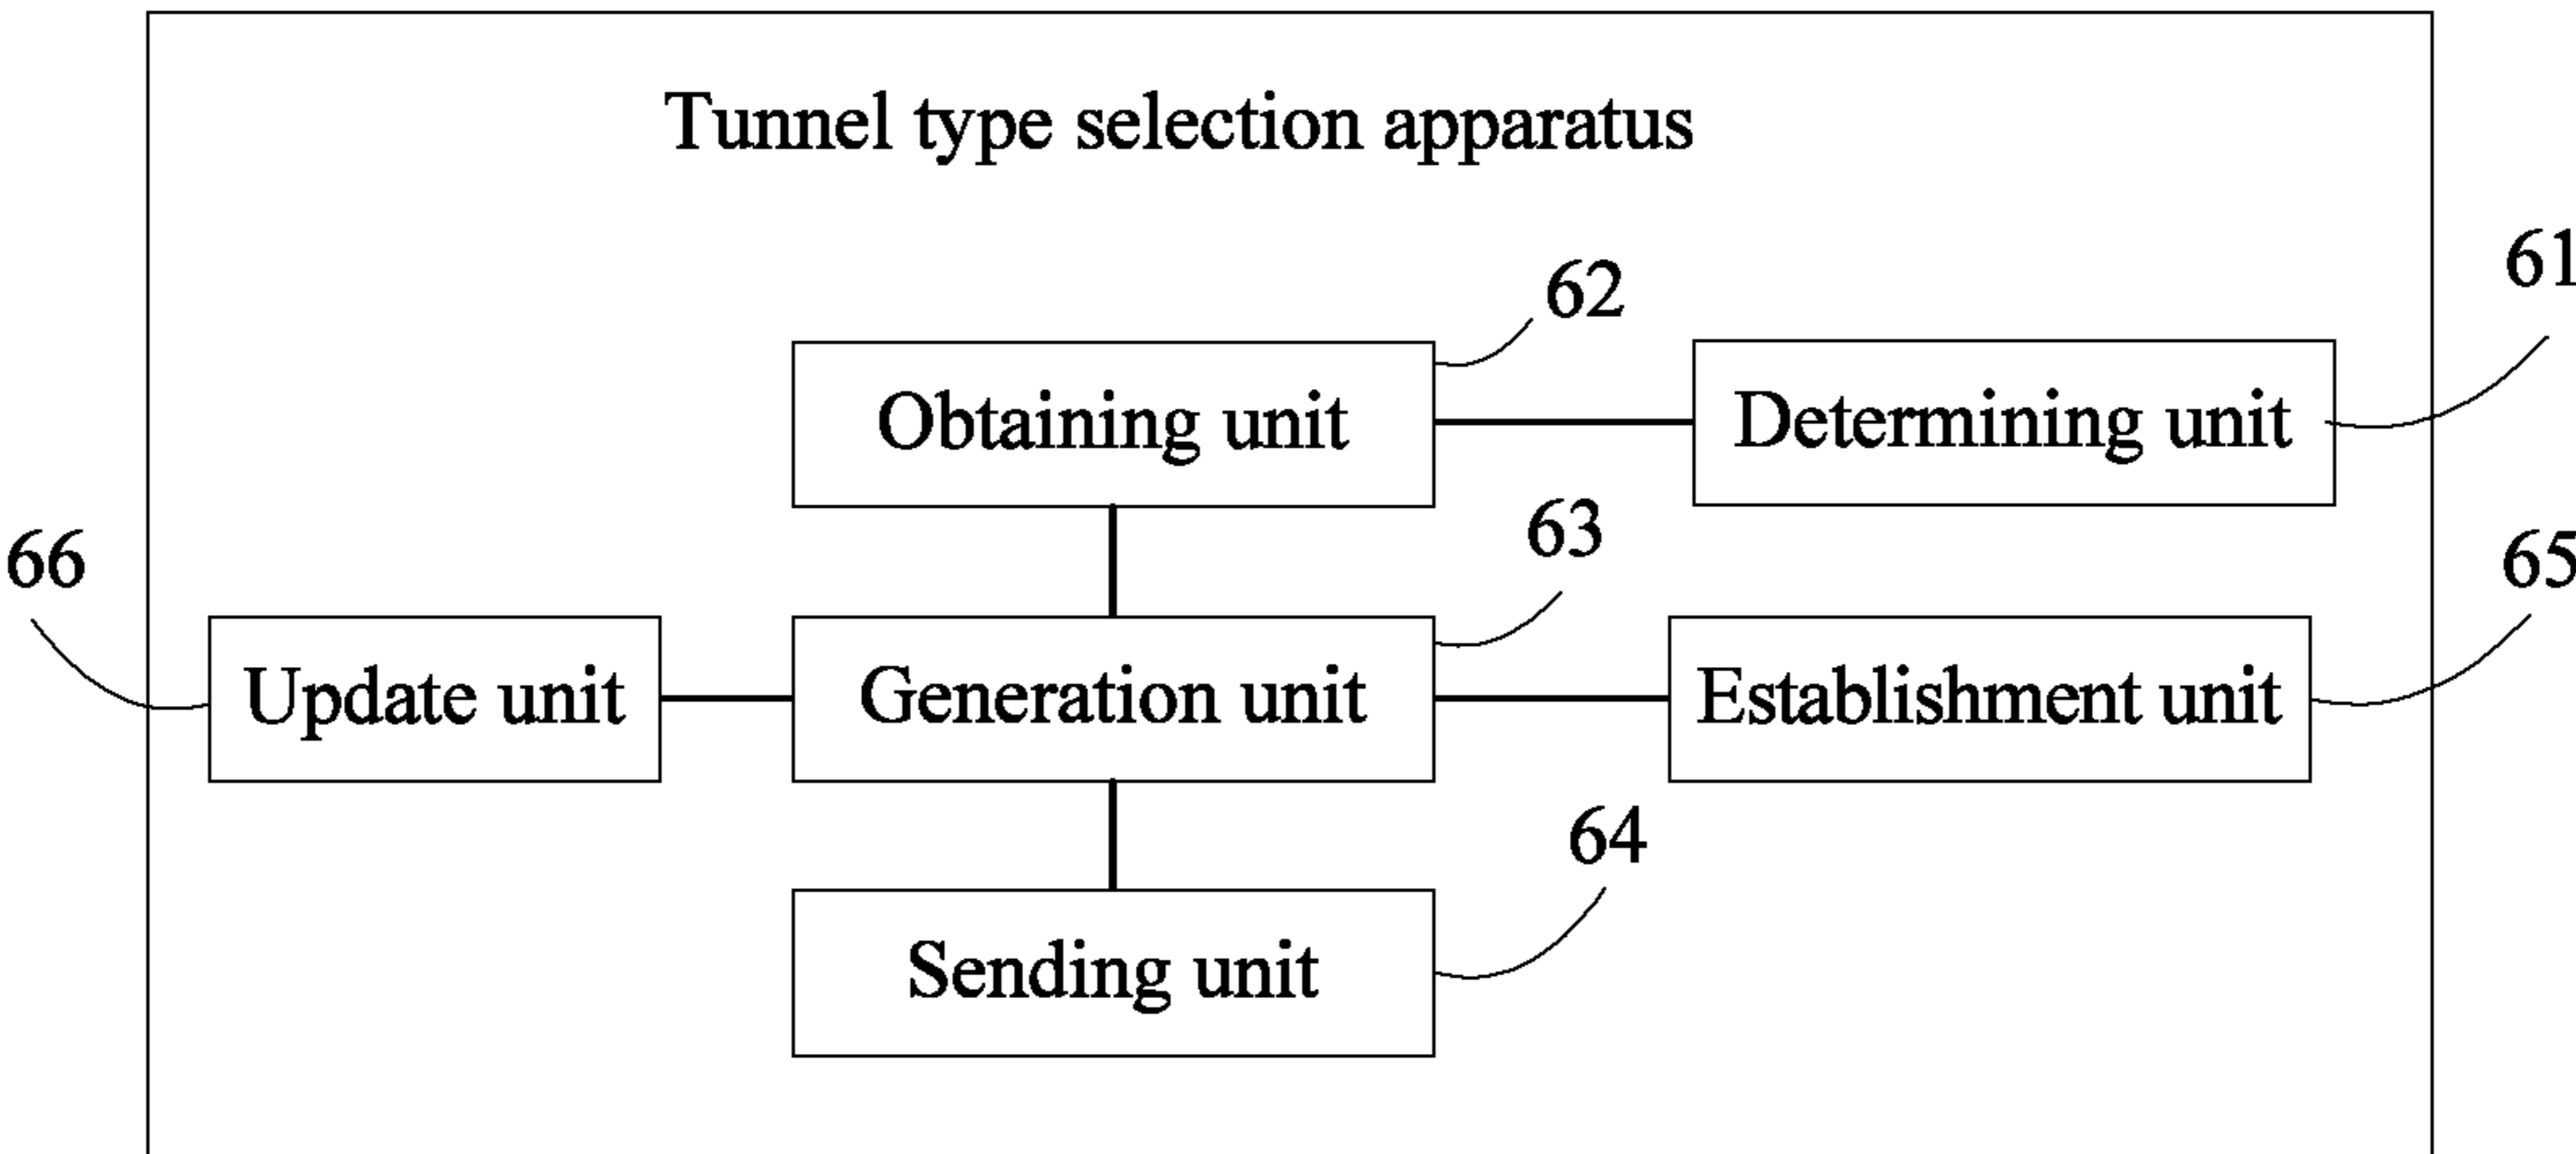 Tunnel type selection apparatus
61
62
Obtaining unit
Determining unit
63
66
65
Update unit
Generation unit
Establishment unit
64
Sending unit